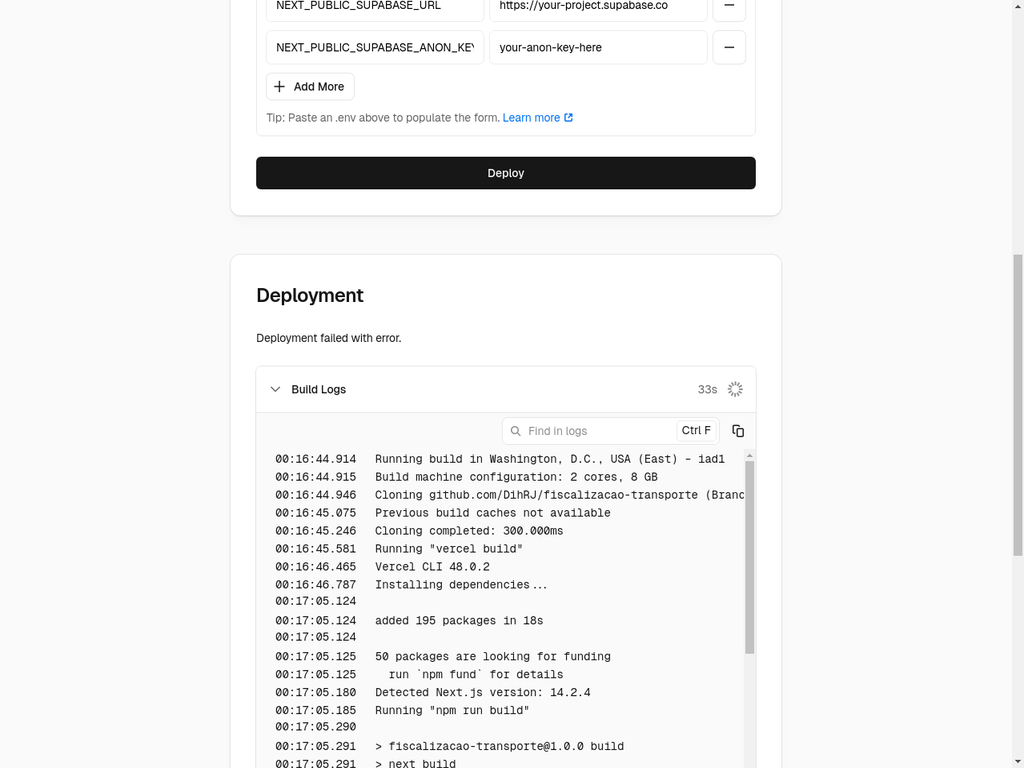 NEXT_PUBLIC_SUPABASE_URL https://your-project.supabase.co
NEXT_PUBLIC_SUPABASE_ANON_KEY your-anon-key-here
Add More
Tip: Paste an .env above to populate the form. Learn more
Deploy
Deployment
Deployment failed with error.
Build Logs 33s
Find in logs Ctrl F
00:16:44.914 Running build in Washington, D.C., USA (East) – iad1
00:16:44.915 Build machine configuration: 2 cores, 8 GB
00:16:44.946 Cloning github.com/DihRJ/fiscalizacao-transporte (Branc
00:16:45.075 Previous build caches not available
00:16:45.246 Cloning completed: 300.000ms
00:16:45.581 Running "vercel build"
00:16:46.465 Vercel CLI 48.0.2
00:16:46.787 Installing dependencies...
00:17:05.124
00:17:05.124 added 195 packages in 18s
00:17:05.124
00:17:05.125 50 packages are looking for funding
00:17:05.125 run `npm fund` for details
00:17:05.180 Detected Next.js version: 14.2.4
00:17:05.185 Running "npm run build"
00:17:05.290
00:17:05.291 > fiscalizacao-transporte@1.0.0 build
00:17:05.291 > next build